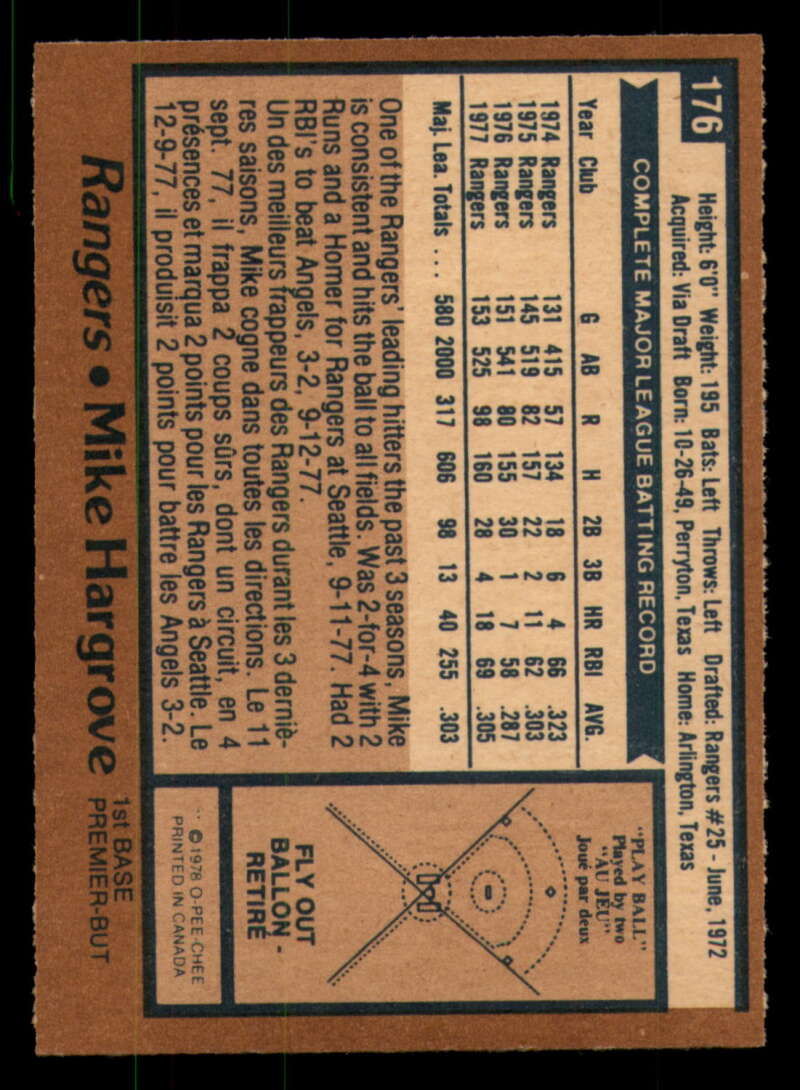 176
Height: 6'0" Weight: 195 Bats: Left Throws: Left Drafted: Rangers #25 - June, 1972
Acquired: Via Draft Born: 10-26-49, Perryton, Texas Home: Arlington, Texas
COMPLETE MAJOR LEAGUE BATTING RECORD
Year Club G AB R H 2B 3B HR RBI AVG.
1974 Rangers 131 415 57 134 18 6 4 66 .323
1975 Rangers 145 519 82 157 22 2 11 62 .303
1976 Rangers 151 541 80 155 30 1 7 58 .287
1977 Rangers 153 525 98 160 28 4 18 69 .305
Maj. Lea. Totals ... 580 2000 317 606 98 13 40 255 .303
One of the Rangers' leading hitters the past 3 seasons, Mike
is consistent and hits the ball to all fields. Was 2-for-4 with 2
Runs and a Homer for Rangers at Seattle, 9-11-77. Had 2
RBI's to beat Angels, 3-2, 9-12-77.
Un des meilleurs frappeurs des Rangers durant les 3 derniè-
res saisons, Mike cogne dans toutes les directions. Le 11
sept. 77, il frappa 2 coups sûrs, dont un circuit, en 4
présences et marqua 2 points pour les Rangers à Seattle. Le
12-9-77, il produisit 2 points pour battre les Angels 3-2.
"PLAY BALL"
Played by two
"AU JEU"
Joué par deux
FLY OUT
BALLON -
RETIRÉ
© 1978 O-PEE-CHEE
PRINTED IN CANADA
Rangers • Mike Hargrove
1st BASE
PREMIER-BUT